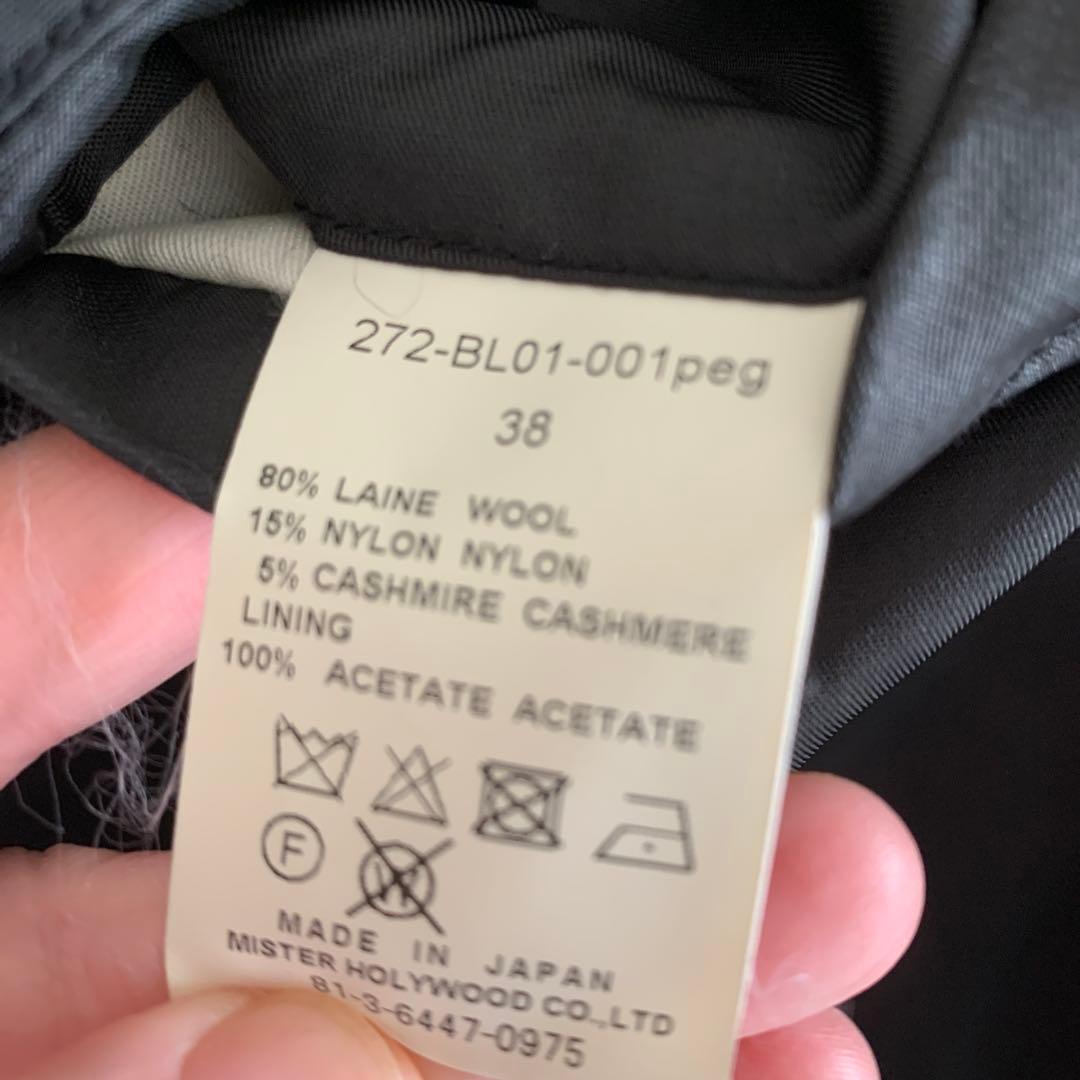 272-BL01-001peg
38
80% LAINE WOOL
15% NYLON NYLON
5% CASHMIRE CASHMERE
LINING
100% ACETATE ACETATE
F
W
MADE IN JAPAN
MISTER HOLYWOOD CO.,LTD
81-3-6447-0975